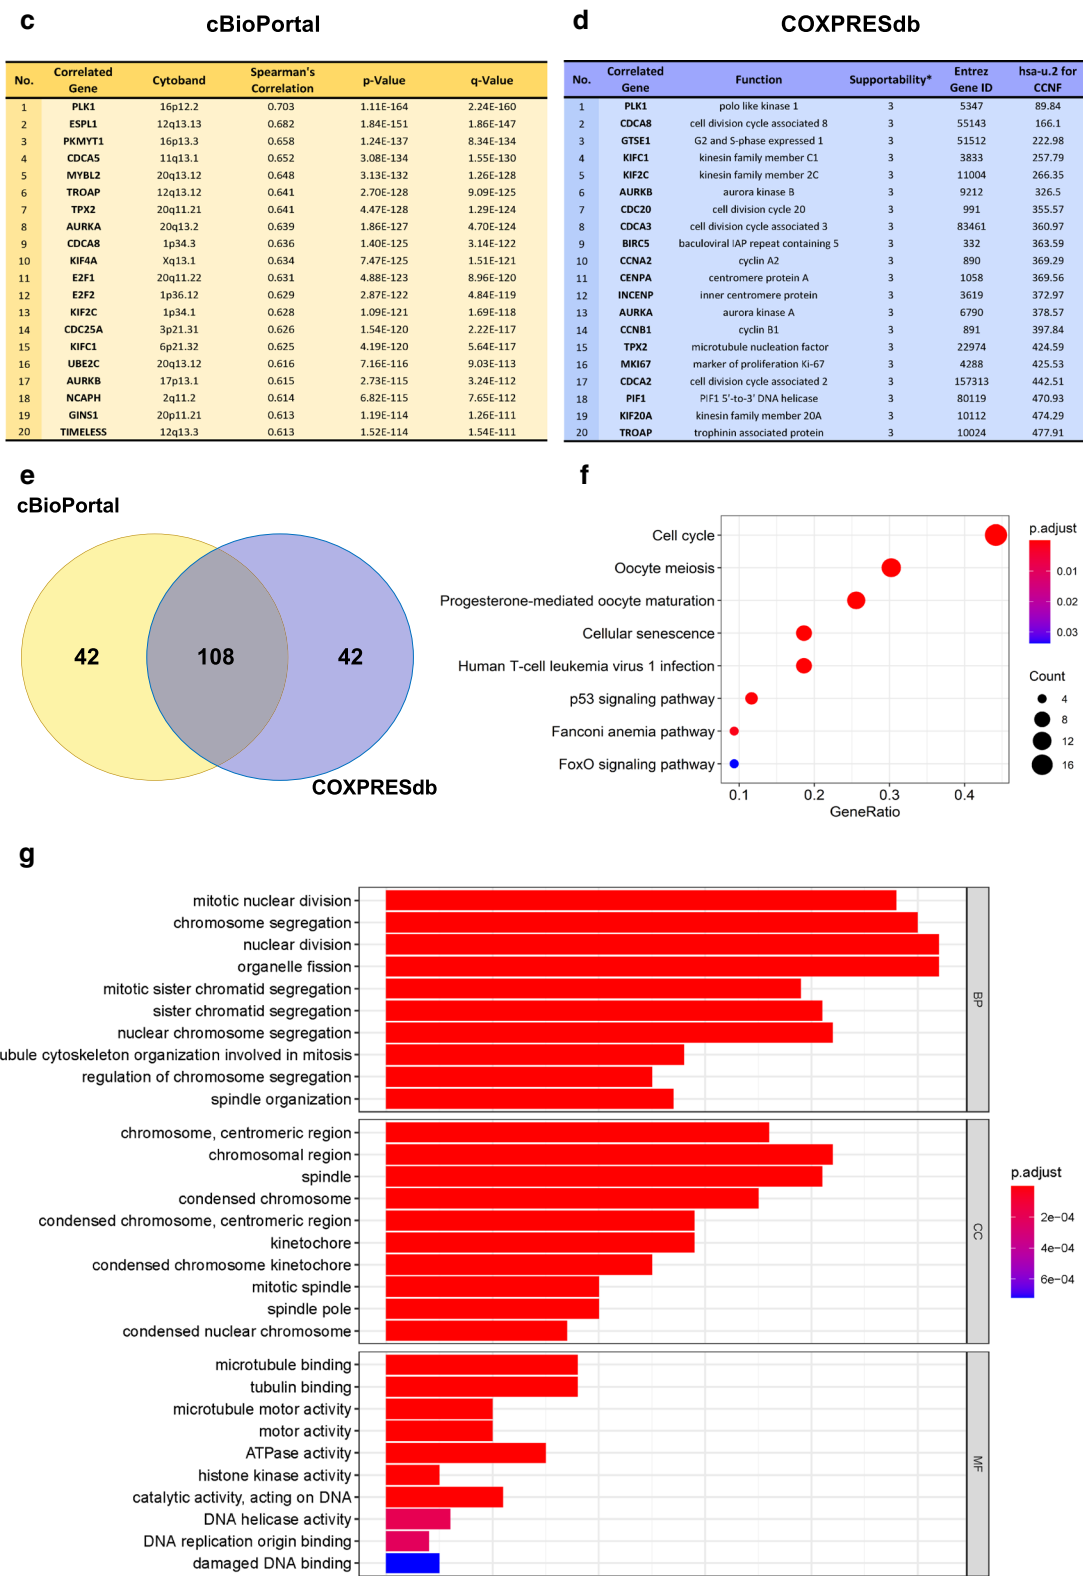 c
cBioPortal
No. Correlated Gene Cytoband Spearman's Correlation p-Value q-Value
1 PLK1 16p12.2 0.703 1.11E-164 2.24E-160
2 ESPL1 12q13.13 0.682 1.84E-151 1.86E-147
3 PKMYT1 16p13.3 0.658 1.24E-137 8.34E-134
4 CDCA5 11q13.1 0.652 3.08E-134 1.55E-130
5 MYBL2 20q13.12 0.648 3.13E-132 1.26E-128
6 TROAP 12q13.12 0.641 2.70E-128 9.09E-125
7 TPX2 20q11.21 0.641 4.47E-128 1.29E-124
8 AURKA 20q13.2 0.639 1.86E-127 4.70E-124
9 CDCA8 1p34.3 0.636 1.40E-125 3.14E-122
10 KIF4A Xq13.1 0.634 7.47E-125 1.51E-121
11 E2F1 20q11.22 0.631 4.88E-123 8.96E-120
12 E2F2 1p36.12 0.629 2.87E-122 4.84E-119
13 KIF2C 1p34.1 0.628 1.09E-121 1.69E-118
14 CDC25A 3p21.31 0.626 1.54E-120 2.22E-117
15 KIFC1 6p21.32 0.625 4.19E-120 5.64E-117
16 UBE2C 20q13.12 0.616 7.16E-116 9.03E-113
17 AURKB 17p13.1 0.615 2.73E-115 3.24E-112
18 NCAPH 2q11.2 0.614 6.82E-115 7.65E-112
19 GINS1 20p11.21 0.613 1.19E-114 1.26E-111
20 TIMELESS 12q13.3 0.613 1.52E-114 1.54E-111
d
COXPRESdb
No. Correlated Gene Function Supportability* Entrez Gene ID hsa-u.2 for CCNF
1 PLK1 polo like kinase 1 3 5347 89.84
2 CDCA8 cell division cycle associated 8 3 55143 166.1
3 GTSE1 G2 and S-phase expressed 1 3 51512 222.98
4 KIFC1 kinesin family member C1 3 3833 257.79
5 KIF2C kinesin family member 2C 3 11004 266.35
6 AURKB aurora kinase B 3 9212 326.5
7 CDC20 cell division cycle 20 3 991 355.57
8 CDCA3 cell division cycle associated 3 3 83461 360.97
9 BIRC5 baculoviral IAP repeat containing 5 3 332 363.59
10 CCNA2 cyclin A2 3 890 369.29
11 CENPA centromere protein A 3 1058 369.56
12 INCENP inner centromere protein 3 3619 372.97
13 AURKA aurora kinase A 3 6790 378.57
14 CCNB1 cyclin B1 3 891 397.84
15 TPX2 microtubule nucleation factor 3 22974 424.59
16 MKI67 marker of proliferation Ki-67 3 4288 425.53
17 CDCA2 cell division cycle associated 2 3 157313 442.51
18 PIF1 PIF1 5'-to-3' DNA helicase 3 80119 470.93
19 KIF20A kinesin family member 20A 3 10112 474.29
20 TROAP trophinin associated protein 3 10024 477.91
e
cBioPortal
42 108 42
COXPRESdb
f
Cell cycle
Oocyte meiosis
Progesterone-mediated oocyte maturation
Cellular senescence
Human T-cell leukemia virus 1 infection
p53 signaling pathway
Fanconi anemia pathway
FoxO signaling pathway
0.1 0.2 0.3 0.4
GeneRatio
p.adjust
0.01
0.02
0.03
Count
4
8
12
16
g
mitotic nuclear division
chromosome segregation
nuclear division
organelle fission
mitotic sister chromatid segregation
sister chromatid segregation
nuclear chromosome segregation
ubule cytoskeleton organization involved in mitosis
regulation of chromosome segregation
spindle organization
BP
chromosome, centromeric region
chromosomal region
spindle
condensed chromosome
condensed chromosome, centromeric region
kinetochore
condensed chromosome kinetochore
mitotic spindle
spindle pole
condensed nuclear chromosome
CC
microtubule binding
tubulin binding
microtubule motor activity
motor activity
ATPase activity
histone kinase activity
catalytic activity, acting on DNA
DNA helicase activity
DNA replication origin binding
damaged DNA binding
MF
p.adjust
2e−04
4e−04
6e−04